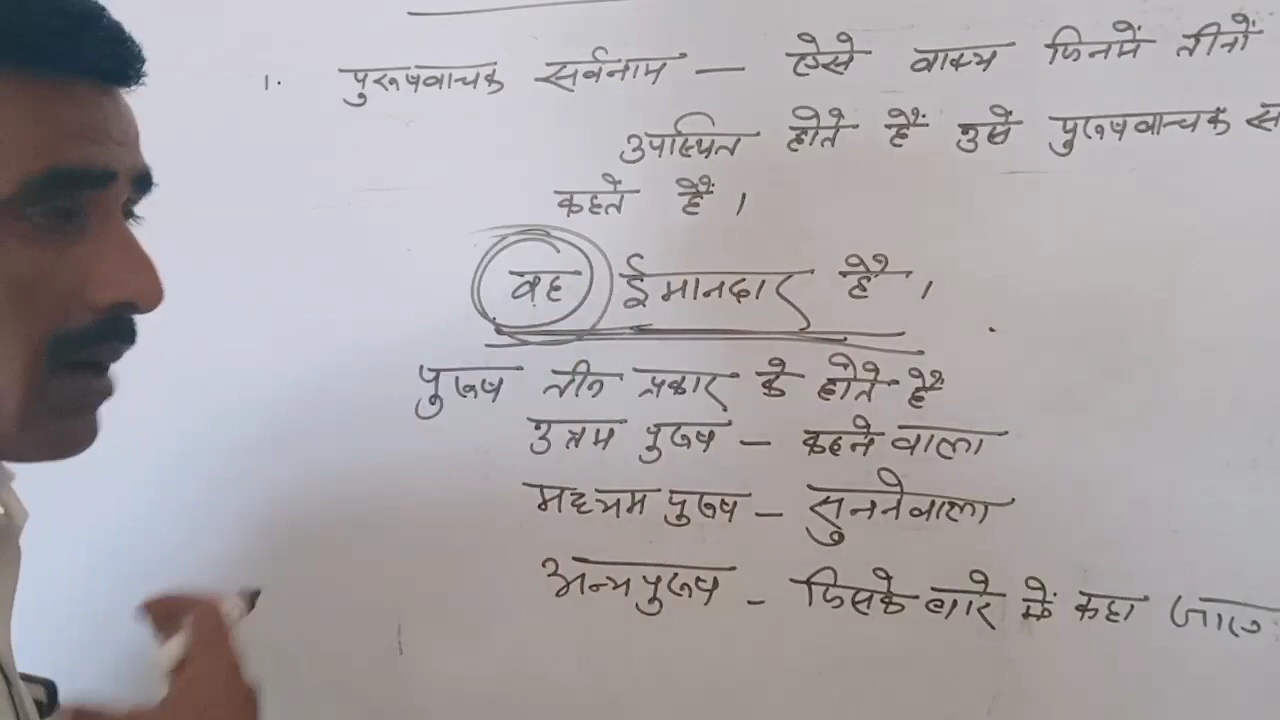 1. पुरूषवाचक सर्वनाम — ऐसे वाक्य जिनमें तीनों
उपस्थित होते हैं उसे पुरूषवाचक स
कहते हैं।
वह ईमानदार है।
पुरूष तीन प्रकार के होते है
उत्तम पुरूष — कहने वाला
मध्यम पुरूष — सुननेवाला
अन्य पुरूष - जिसके बारे में कहा जाए